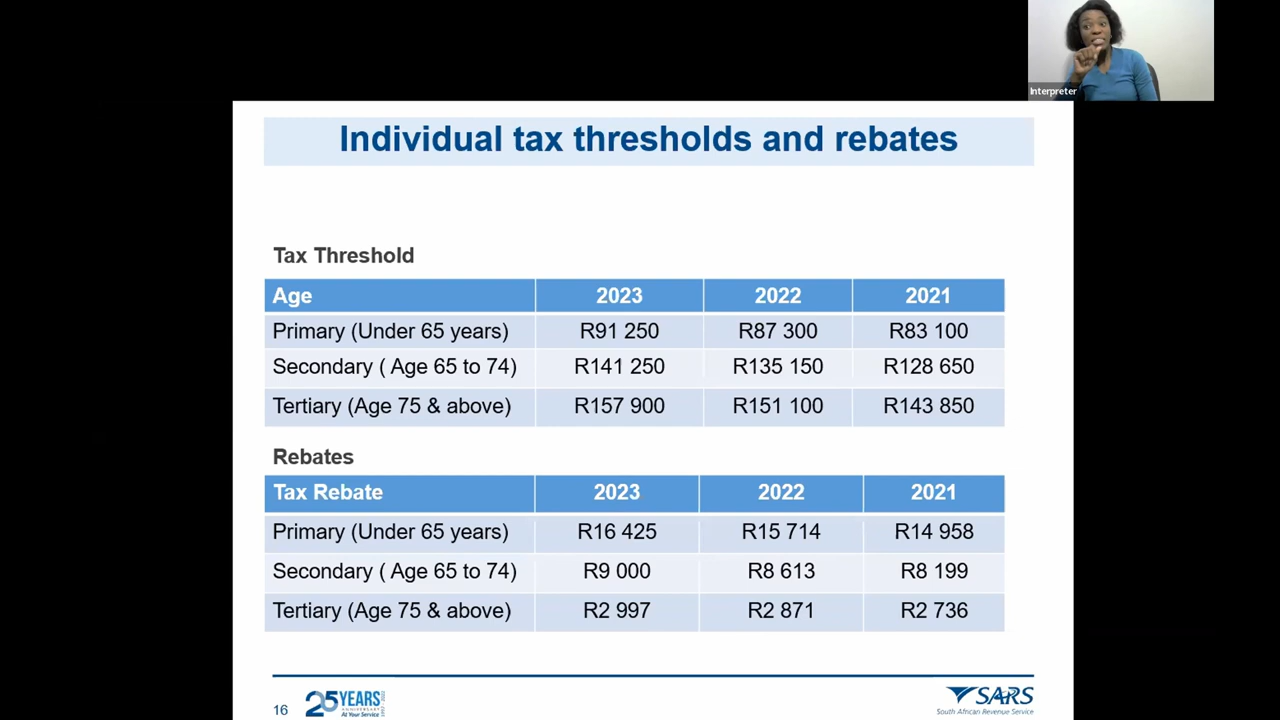 Interpreter
Individual tax thresholds and rebates
Tax Threshold
Age 2023 2022 2021
Primary (Under 65 years) R91 250 R87 300 R83 100
Secondary ( Age 65 to 74) R141 250 R135 150 R128 650
Tertiary (Age 75 & above) R157 900 R151 100 R143 850
Rebates
Tax Rebate 2023 2022 2021
Primary (Under 65 years) R16 425 R15 714 R14 958
Secondary ( Age 65 to 74) R9 000 R8 613 R8 199
Tertiary (Age 75 & above) R2 997 R2 871 R2 736
16
25 YEARS
ANNIVERSARY
At Your Service
SARS
South African Revenue Service